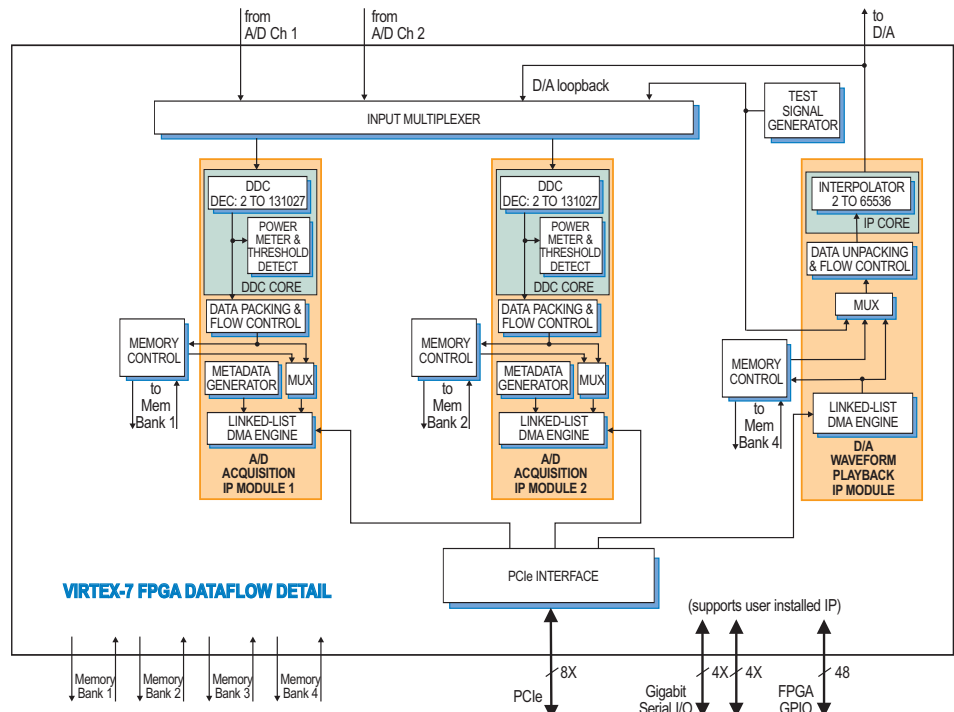 from
A/D Ch 1
from
A/D Ch 2
to
D/A
D/A loopback
INPUT MULTIPLEXER
TEST
SIGNAL
GENERATOR
DDC
DEC: 2 TO 131027
POWER
METER &
THRESHOLD
DETECT
DDC CORE
DATA PACKING &
FLOW CONTROL
MEMORY
CONTROL
to
Mem
Bank 1
METADATA
GENERATOR
MUX
LINKED-LIST
DMA ENGINE
A/D
ACQUISITION
IP MODULE 1
DDC
DEC: 2 TO 131027
POWER
METER &
THRESHOLD
DETECT
DDC CORE
DATA PACKING
& FLOW CONTROL
MEMORY
CONTROL
to
Mem
Bank 2
METADATA
GENERATOR
MUX
LINKED-LIST
DMA ENGINE
A/D
ACQUISITION
IP MODULE 2
INTERPOLATOR
2 TO 65536
IP CORE
DATA UNPACKING
& FLOW CONTROL
MUX
MEMORY
CONTROL
to
Mem
Bank 4
LINKED-LIST
DMA ENGINE
D/A
WAVEFORM
PLAYBACK
IP MODULE
PCIe INTERFACE
VIRTEX-7 FPGA DATAFLOW DETAIL
(supports user installed IP)
Memory
Bank 1
Memory
Bank 2
Memory
Bank 3
Memory
Bank 4
8X
PCIe
4X
4X
Gigabit
Serial I/O
48
FPGA
GPIO